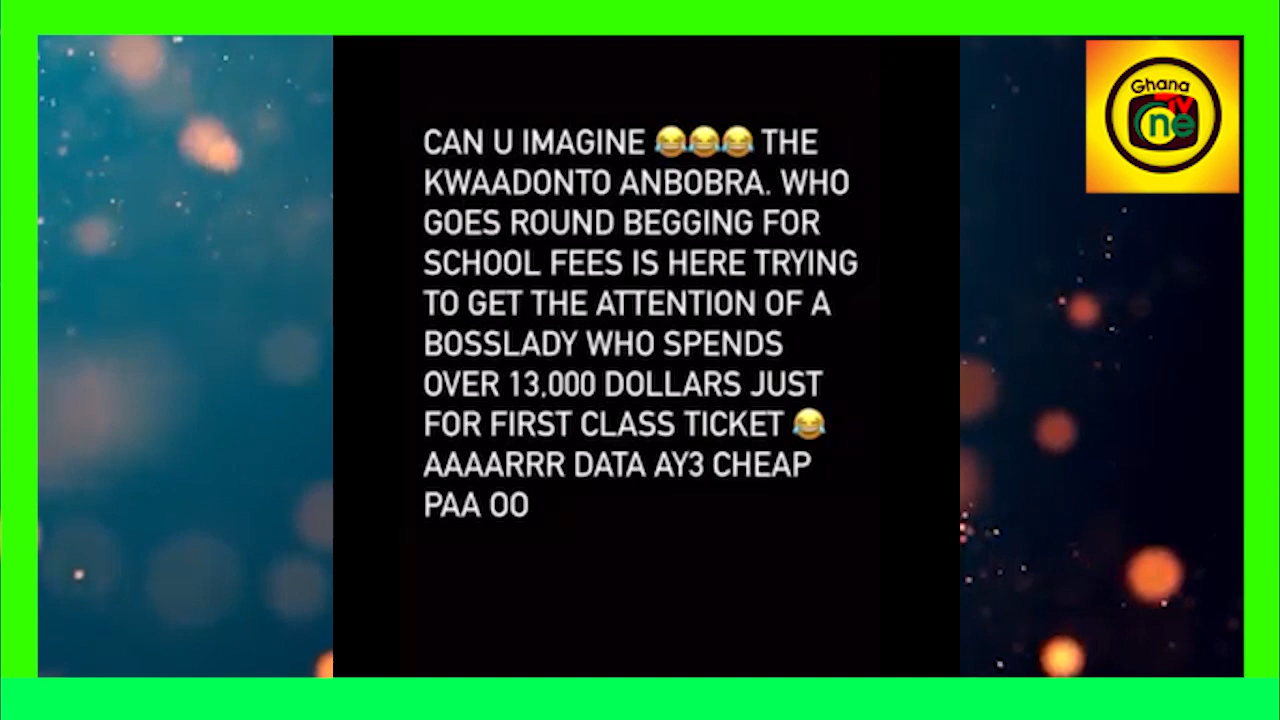 CAN U IMAGINE 😂😂😂 THE
KWAADONTO ANBOBRA. WHO
GOES ROUND BEGGING FOR
SCHOOL FEES IS HERE TRYING
TO GET THE ATTENTION OF A
BOSSLADY WHO SPENDS
OVER 13,000 DOLLARS JUST
FOR FIRST CLASS TICKET 😂
AAAARRR DATA AY3 CHEAP
PAA OO
Ghana
TV
One